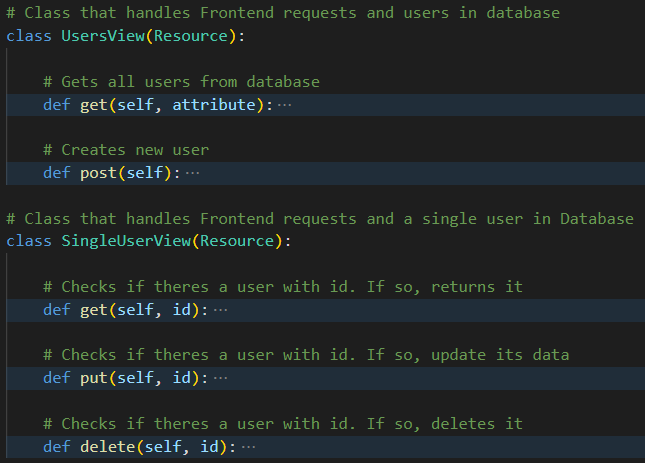 # Class that handles Frontend requests and users in database
class UsersView(Resource):
# Gets all users from database
def get(self, attribute):···
# Creates new user
def post(self):···
# Class that handles Frontend requests and a single user in Database
class SingleUserView(Resource):
# Checks if theres a user with id. If so, returns it
def get(self, id):···
# Checks if theres a user with id. If so, update its data
def put(self, id):···
# Checks if theres a user with id. If so, deletes it
def delete(self, id):···